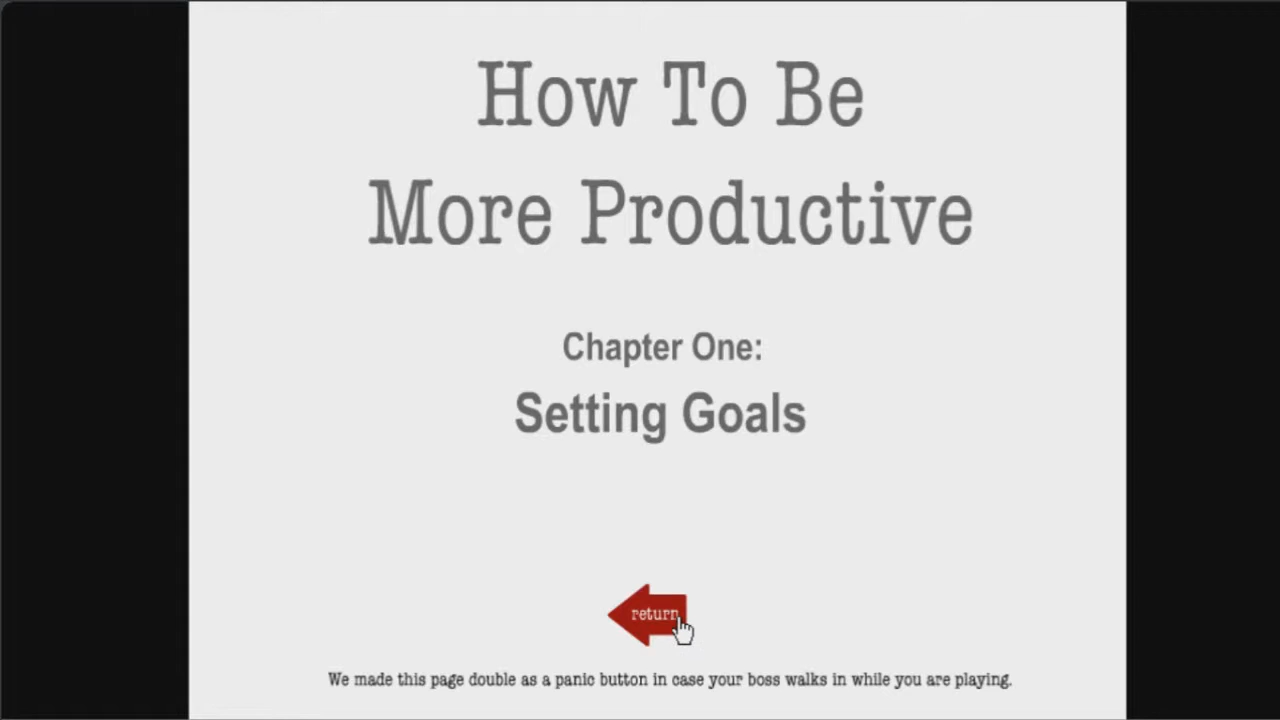 How To Be
More Productive
Chapter One:
Setting Goals
return
We made this page double as a panic button in case your boss walks in while you are playing.